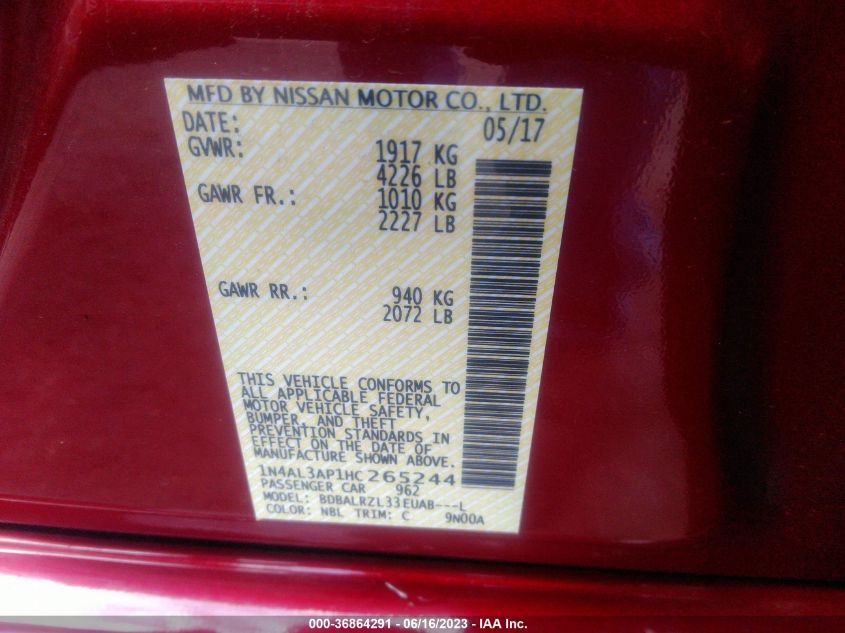 MFD BY NISSAN MOTOR CO., LTD.
DATE: 05/17
GVWR: 1917 KG
4226 LB
GAWR FR.: 1010 KG
2227 LB
GAWR RR.: 940 KG
2072 LB
THIS VEHICLE CONFORMS TO
ALL APPLICABLE FEDERAL
MOTOR VEHICLE SAFETY,
BUMPER, AND THEFT
PREVENTION STANDARDS IN
EFFECT ON THE DATE OF
MANUFACTURE SHOWN ABOVE.
1N4AL3AP1HC265244
PASSENGER CAR 962
MODEL: BDBALRZL33EUAB---L
COLOR: NBL TRIM: C 9N00A
000-36864291 - 06/16/2023 - IAA Inc.